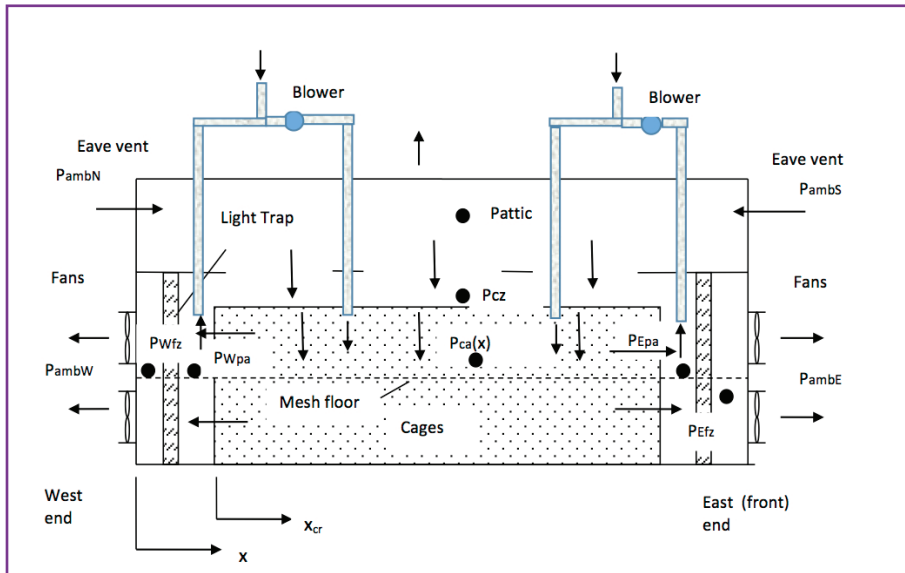 Blower
Blower
Eave vent
PambN
Eave vent
PambS
Light Trap
Pattic
Fans
Fans
Pcz
PWfz
PWpa
Pca(x)
PEpa
PambW
PambE
Mesh floor
Cages
PEfz
West
end
xcr
x
East (front)
end